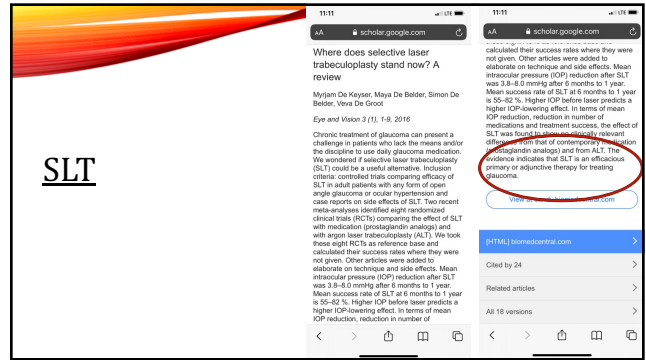 SLT
11:11
LTE
AA scholar.google.com
Where does selective laser
trabeculoplasty stand now? A
review
Myrjam De Keyser, Maya De Belder, Simon De
Belder, Veva De Groot
Eye and Vision 3 (1), 1-9, 2016
Chronic treatment of glaucoma can present a
challenge in patients who lack the means and/or
the discipline to use daily glaucoma medication.
We wondered if selective laser trabeculoplasty
(SLT) could be a useful alternative. Inclusion
criteria: controlled trials comparing efficacy of
SLT in adult patients with any form of open
angle glaucoma or ocular hypertension and
case reports on side effects of SLT. Two recent
meta-analyses identified eight randomized
clinical trials (RCTs) comparing the effect of SLT
with medication (prostaglandin analogs) and
with argon laser trabeculoplasty (ALT). We took
these eight RCTs as reference base and
calculated their success rates where they were
not given. Other articles were added to
elaborate on technique and side effects. Mean
intraocular pressure (IOP) reduction after SLT
was 3.8–8.0 mmHg after 6 months to 1 year.
Mean success rate of SLT at 6 months to 1 year
is 55–82 %. Higher IOP before laser predicts a
higher IOP-lowering effect. In terms of mean
IOP reduction, reduction in number of
11:11
LTE
AA scholar.google.com
calculated their success rates where they were
not given. Other articles were added to
elaborate on technique and side effects. Mean
intraocular pressure (IOP) reduction after SLT
was 3.8–8.0 mmHg after 6 months to 1 year.
Mean success rate of SLT at 6 months to 1 year
is 55–82 %. Higher IOP before laser predicts a
higher IOP-lowering effect. In terms of mean
IOP reduction, reduction in number of
medications and treatment success, the effect of
SLT was found to show no clinically relevant
difference from that of contemporary medication
(prostaglandin analogs) and from ALT. The
evidence indicates that SLT is an efficacious
primary or adjunctive therapy for treating
glaucoma.
View at biomedcentral.com
[HTML] biomedcentral.com
Cited by 24
Related articles
All 18 versions